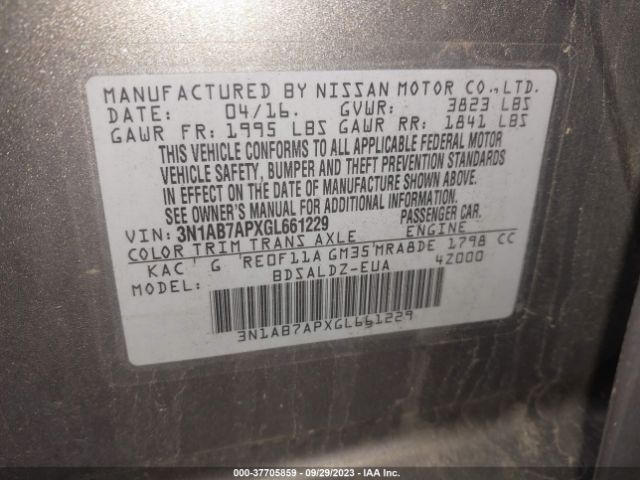 MANUFACTURED BY NISSAN MOTOR CO.,LTD.
DATE: 04/16. GVWR: 3823 LBS
GAWR FR: 1995 LBS GAWR RR: 1841 LBS
THIS VEHICLE CONFORMS TO ALL APPLICABLE FEDERAL MOTOR
VEHICLE SAFETY, BUMPER AND THEFT PREVENTION STANDARDS
IN EFFECT ON THE DATE OF MANUFACTURE SHOWN ABOVE.
SEE OWNER'S MANUAL FOR ADDITIONAL INFORMATION.
VIN: 3N1AB7APXGL661229 PASSENGER CAR.
COLOR TRIM TRANS AXLE ENGINE
KAC G RE0F11A GM35 MRA8DE 1798 CC
MODEL: BDSALDZ-EUA 4Z000
3N1AB7APXGL661229
000-37705859 - 09/29/2023 - IAA Inc.